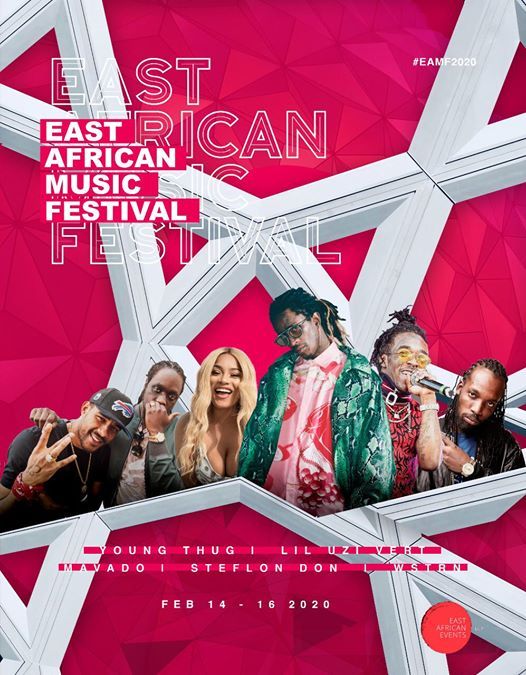 #EAMF2020
EAST
AFRICAN
MUSIC
FESTIVAL
EAST
AFRICAN
MUSIC
FESTIVAL
YOUNG THUG | LIL UZI VERT
MAVADO | STEFLON DON | WSTRN
FEB 14 - 16 2020
EAST
AFRICAN
EVENTS